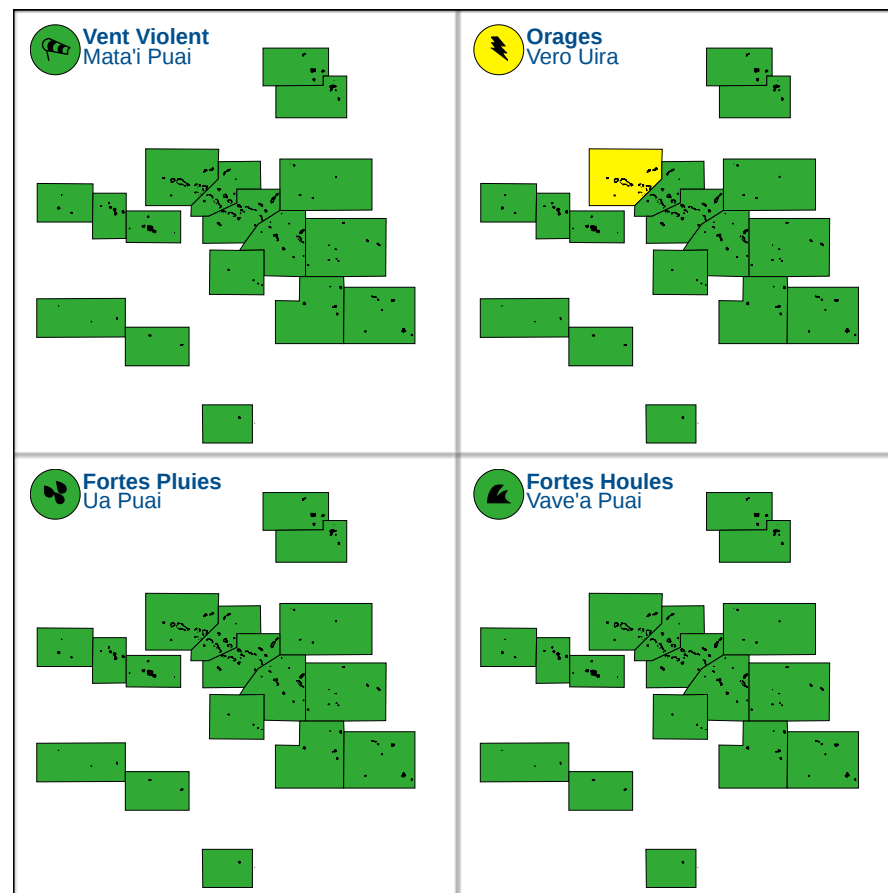 Vent Violent
Mata'i Puai
Orages
Vero Uira
Fortes Pluies
Ua Puai
Fortes Houles
Vave'a Puai